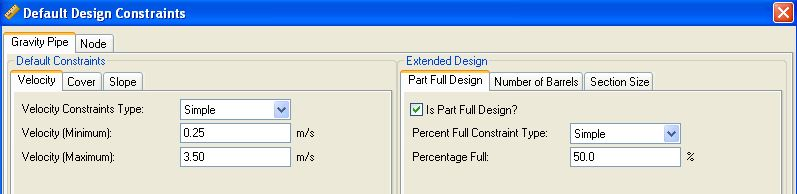 Default Design Constraints
Gravity Pipe Node
Default Constraints
Velocity Cover Slope
Velocity Constraints Type: Simple
Velocity (Minimum): 0.25 m/s
Velocity (Maximum): 3.50 m/s
Extended Design
Part Full Design Number of Barrels Section Size
Is Part Full Design?
Percent Full Constraint Type: Simple
Percentage Full: 50.0 %